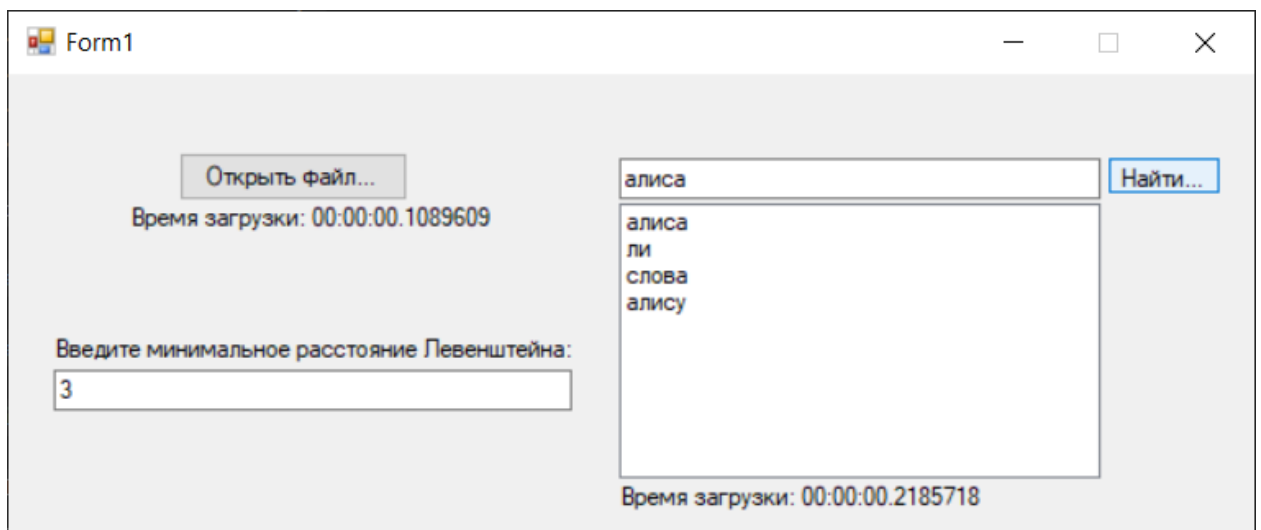 Form1
Открыть файл...
Время загрузки: 00:00:00.1089609
Введите минимальное расстояние Левенштейна:
3
алиса
Найти...
алиса
ли
слова
алису
Время загрузки: 00:00:00.2185718